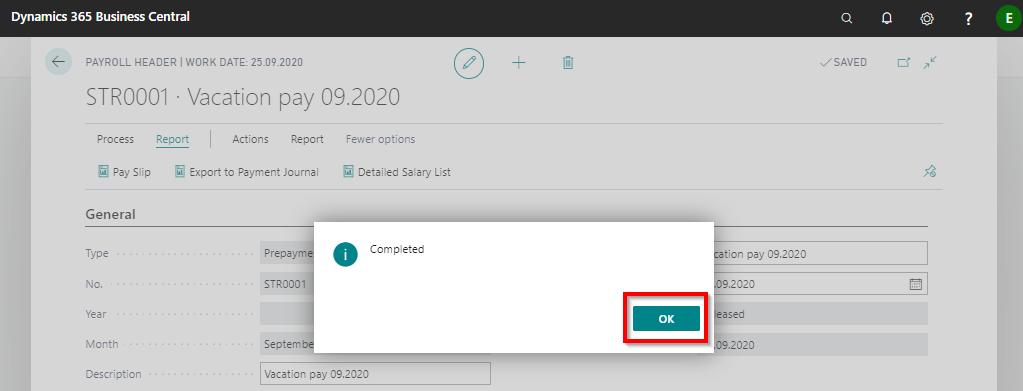 Dynamics 365 Business Central
?
E
PAYROLL HEADER | WORK DATE: 25.09.2020
SAVED
STR0001 · Vacation pay 09.2020
Process Report Actions Report Fewer options
Pay Slip Export to Payment Journal Detailed Salary List
General
Completed
Type Prepayme cation pay 09.2020
No. STR0001 .09.2020
Year leased
OK
Month Septembe .09.2020
Description Vacation pay 09.2020